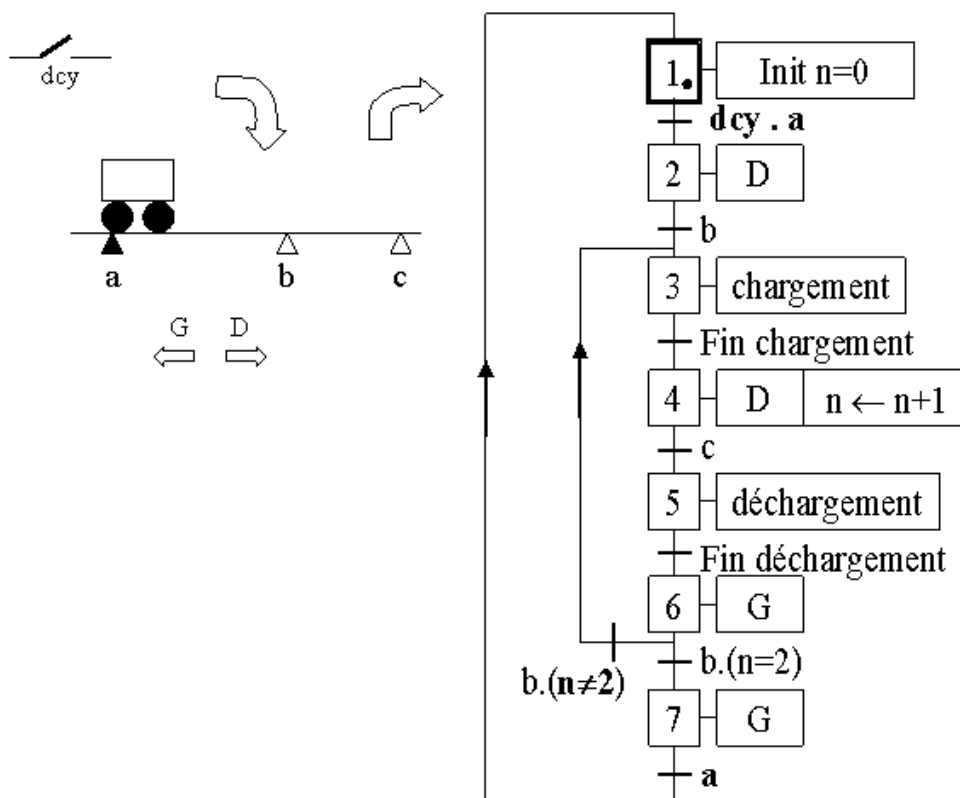 dcy
a
b
c
G
D
1.
Init n=0
dcy . a
2
D
b
3
chargement
Fin chargement
4
D
n ← n+1
c
5
déchargement
Fin déchargement
6
G
b.(n≠2)
b.(n=2)
7
G
a